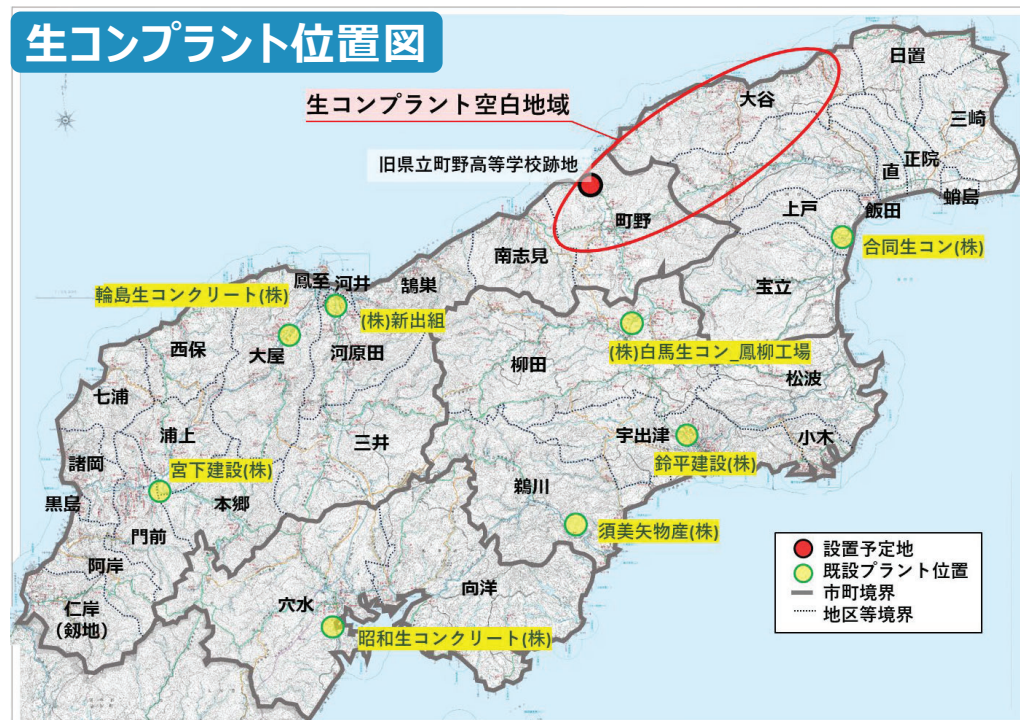 生コンプラント位置図
生コンプラント空白地域
旧県立町野高等学校跡地
日置
大谷
三崎
正院
直
蛸島
飯田
上戸
合同生コン(株)
町野
南志見
宝立
鳳至
河井
鵠巣
輪島生コンクリート(株)
(株)新出組
西保
大屋
河原田
柳田
(株)白馬生コン_鳳柳工場
松波
七浦
浦上
三井
宇出津
小木
諸岡
宮下建設(株)
鈴平建設(株)
黒島
本郷
鵜川
門前
須美矢物産(株)
阿岸
仁岸
(剱地)
穴水
向洋
昭和生コンクリート(株)
設置予定地
既設プラント位置
市町境界
地区等境界